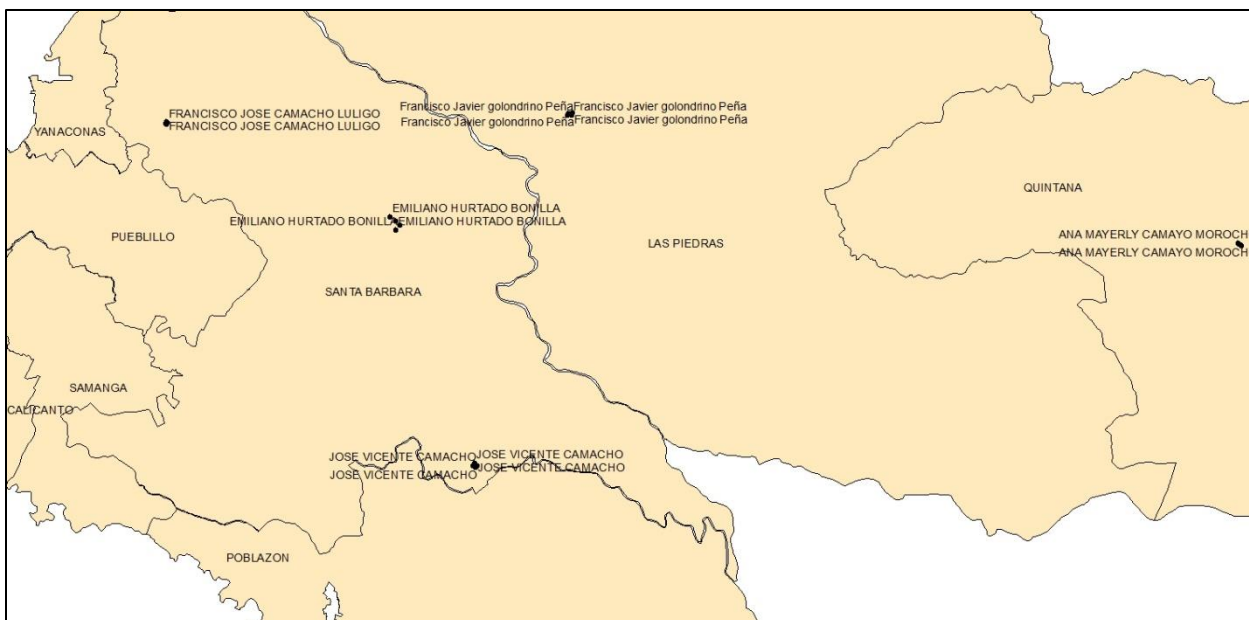 Francisco Javier golondrino Peña Francisco Javier golondrino Peña
FRANCISCO JOSE CAMACHO LULIGO
Francisco Javier golondrino Peña Francisco Javier golondrino Peña
FRANCISCO JOSE CAMACHO LULIGO
YANACONAS
QUINTANA
EMILIANO HURTADO BONILLA
EMILIANO HURTADO BONILLA EMILIANO HURTADO BONILLA
PUEBLILLO
LAS PIEDRAS
ANA MAYERLY CAMAYO MOROCH
ANA MAYERLY CAMAYO MOROCH
SANTA BARBARA
SAMANGA
CALICANTO
JOSE VICENTE CAMACHO JOSE VICENTE CAMACHO
JOSE VICENTE CAMACHO JOSE VICENTE CAMACHO
POBLAZON